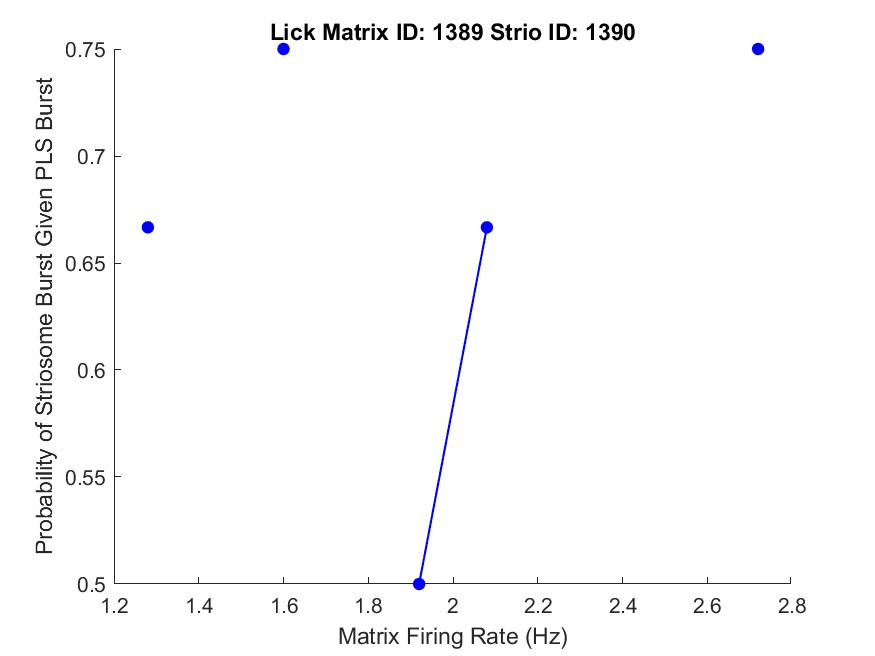 Lick Matrix ID: 1389 Strio ID: 1390
Probability of Striosome Burst Given PLS Burst
0.75
0.7
0.65
0.6
0.55
0.5
1.2 1.4 1.6 1.8 2 2.2 2.4 2.6 2.8
Matrix Firing Rate (Hz)